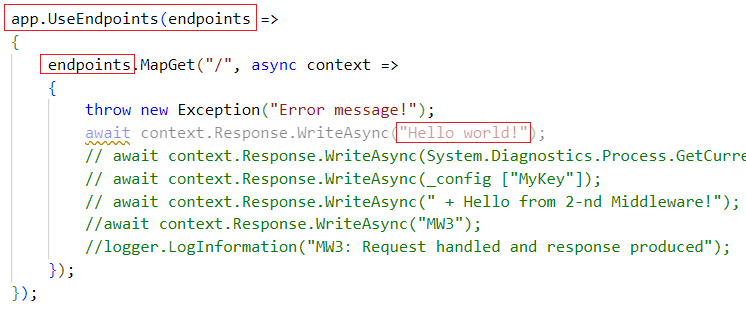 app.UseEndpoints(endpoints =>
{
endpoints.MapGet("/", async context =>
{
throw new Exception("Error message!");
await context.Response.WriteAsync("Hello world!");
// await context.Response.WriteAsync(System.Diagnostics.Process.GetCurre
// await context.Response.WriteAsync(_config ["MyKey"]);
// await context.Response.WriteAsync(" + Hello from 2-nd Middleware!");
//await context.Response.WriteAsync("MW3");
//logger.LogInformation("MW3: Request handled and response produced");
});
});